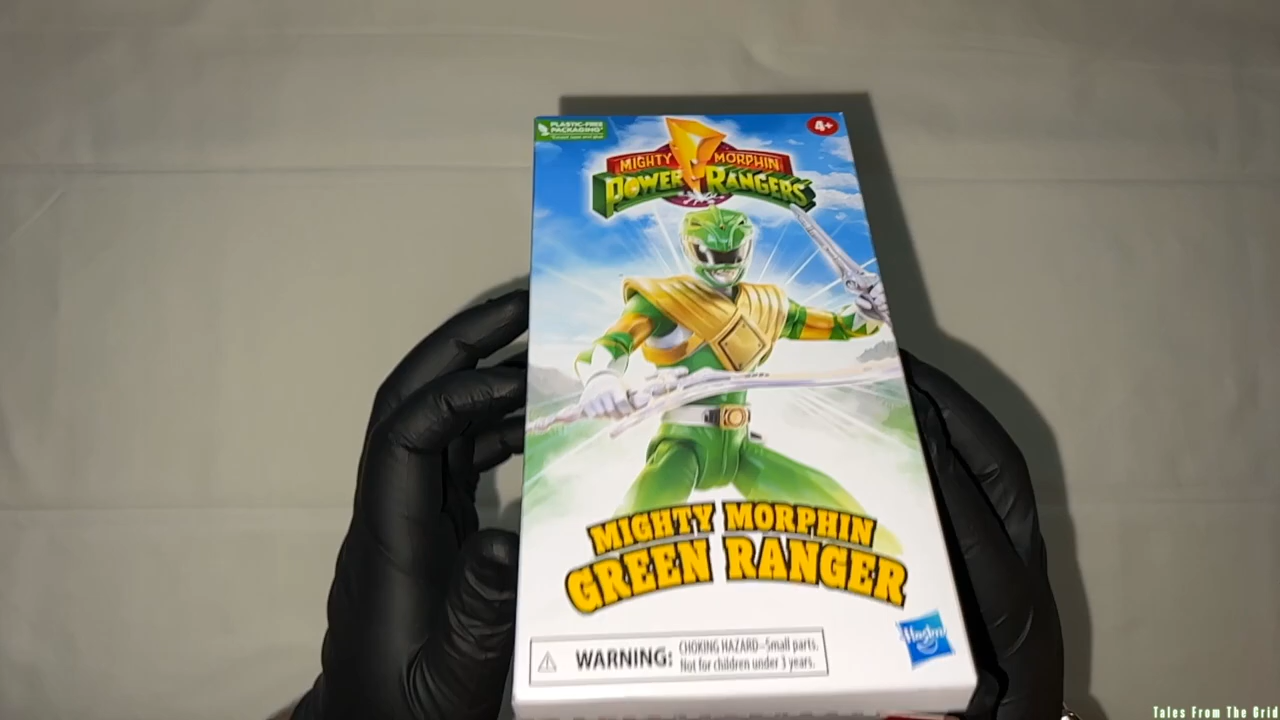 PLASTIC-FREE
PACKAGING*
4+
MIGHTY MORPHIN
POWER RANGERS
MIGHTY MORPHIN
GREEN RANGER
Hasbro
WARNING: CHOKING HAZARD–Small parts.
Not for children under 3 years.
Tales From The Grid